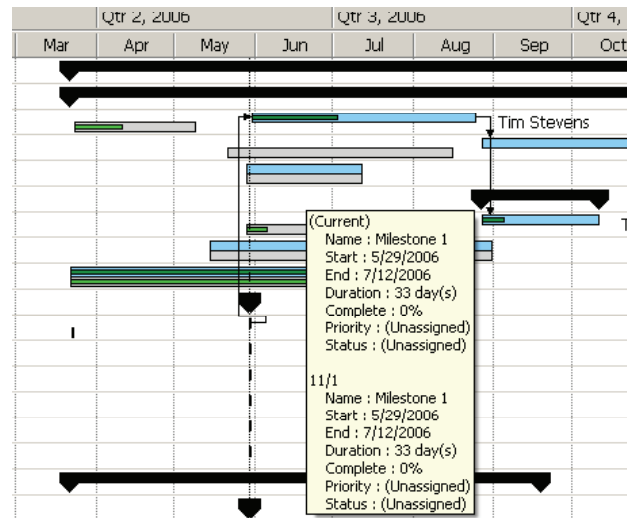 Qtr 2, 2006
Qtr 3, 2006
Qtr 4,
Mar
Apr
May
Jun
Jul
Aug
Sep
Oct
Tim Stevens
T
(Current)
Name : Milestone 1
Start : 5/29/2006
End : 7/12/2006
Duration : 33 day(s)
Complete : 0%
Priority : (Unassigned)
Status : (Unassigned)
11/1
Name : Milestone 1
Start : 5/29/2006
End : 7/12/2006
Duration : 33 day(s)
Complete : 0%
Priority : (Unassigned)
Status : (Unassigned)